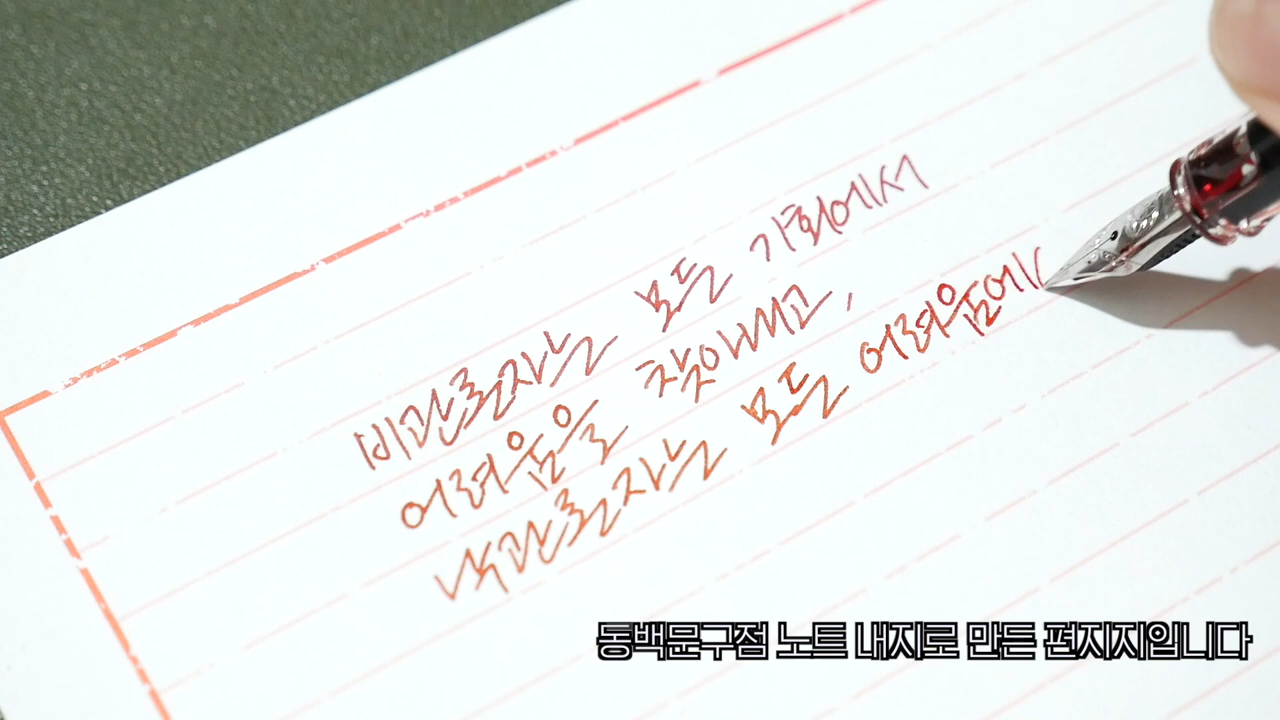 비관론자는 모든 기회에서
어려움을 찾아내고,
낙관론자는 모든 어려움에
동백문구점 노트 내지로 만든 편지지입니다